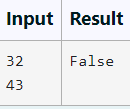 Input Result
32 False
43